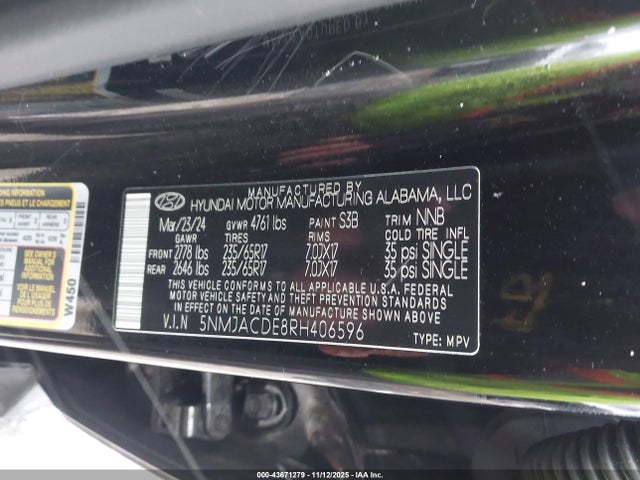 MANUFACTURED BY
HYUNDAI MOTOR MANUFACTURING ALABAMA, LLC
Mar/23/24 GVWR 4761 lbs PAINT S3B TRIM NNB
GAWR TIRES RIMS COLD TIRE INFL
FRONT 2778 lbs 235/65R17 7.0JX17 35 psi SINGLE
REAR 2646 lbs 235/65R17 7.0JX17 35 psi SINGLE
THIS VEHICLE CONFORMS TO ALL APPLICABLE U.S.A. FEDERAL
MOTOR VEHICLE SAFETY, BUMPER, AND THEFT PREVENTION STANDARDS
IN EFFECT ON THE DATE OF MANUFACTURE SHOWN ABOVE.
V.I.N 5NMJACDE8RH406596 TYPE: MPV
W450
00-43671279 - 11/12/2025 - IAA Inc.